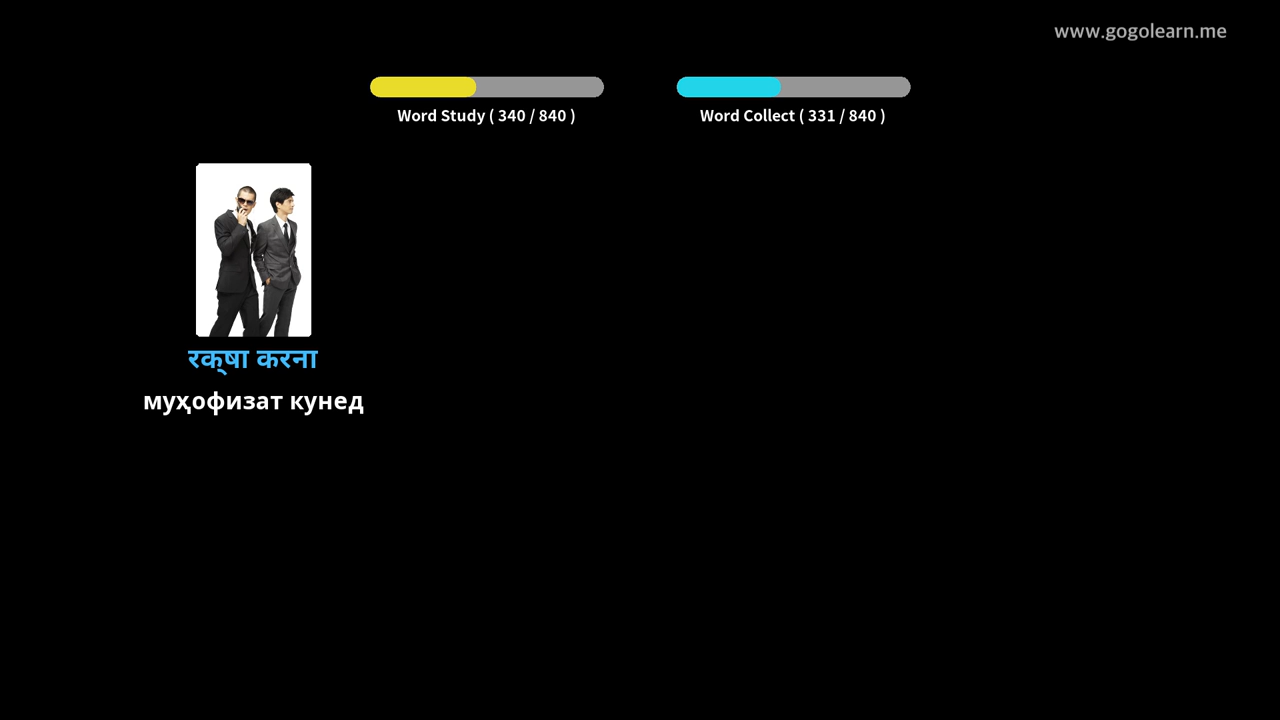 www.gogolearn.me
Word Study ( 340 / 840 )
Word Collect ( 331 / 840 )
रक्षा करना
муҳофизат кунед